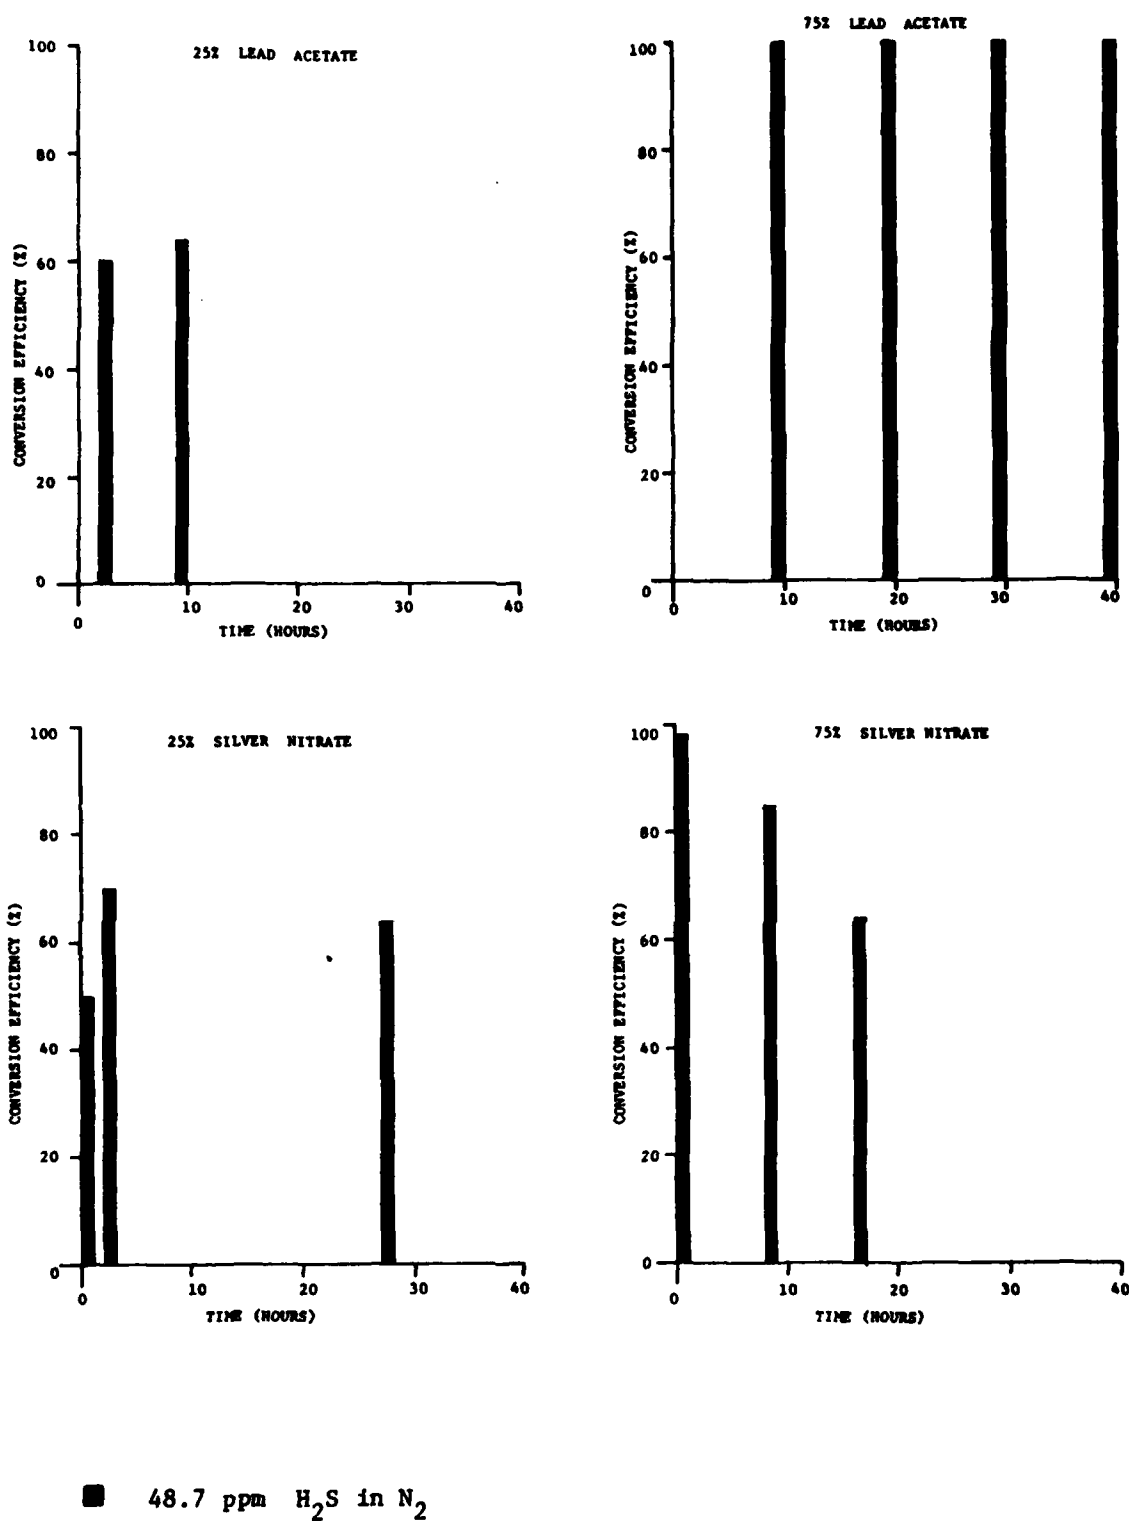 25% LEAD ACETATE
100
80
60
40
20
0
CONVERSION EFFICIENCY (%)
0 10 20 30 40
TIME (HOURS)
75% LEAD ACETATE
100
80
60
40
20
0
CONVEREION EFFICIENCY (%)
0 10 20 30 40
TIME (HOURS)
25% SILVER NITRATE
100
80
60
40
20
0
CONVERSION EFFICIENCY (%)
0 10 20 30 40
TIME (HOURS)
75% SILVER NITRATE
100
80
60
40
20
0
CONVERSION EFFICIENCY (%)
0 10 20 30 40
TIME (HOURS)
48.7 ppm H₂S in N₂